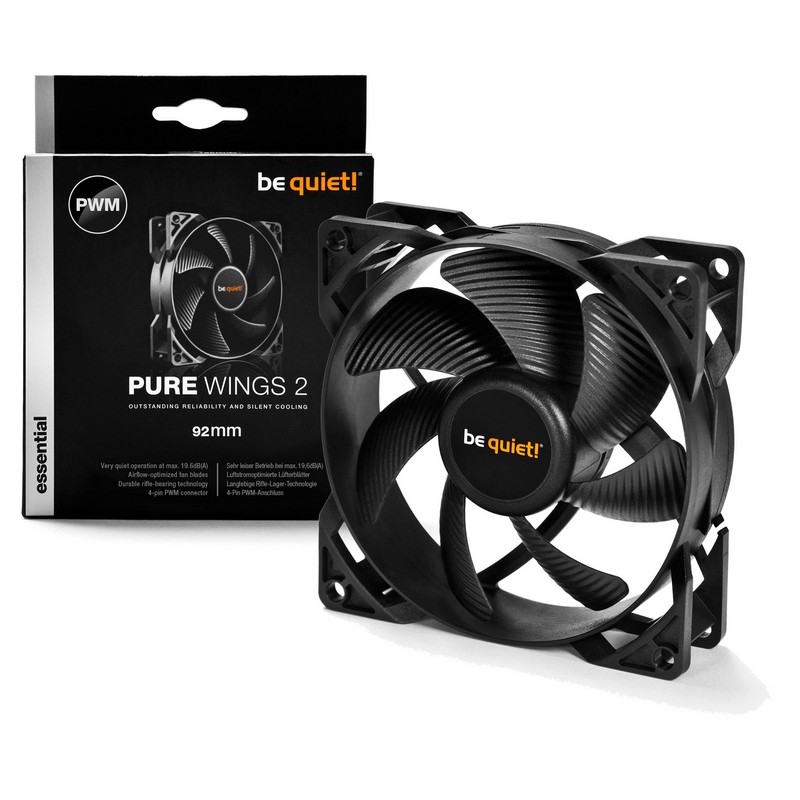 be quiet!®
PWM
be quiet!
PURE WINGS 2
OUTSTANDING RELIABILITY AND SILENT COOLING
92mm
essential
Very quiet operation at max. 19.6dB(A)
Airflow-optimized fan blades
Durable rifle-bearing technology
4-pin PWM connector
Sehr leiser Betrieb bei max. 19,6dB(A)
Luftstromoptimierte Lüfterblätter
Langlebige Rifle-Lager-Technologie
4-Pin PWM-Anschluss
be quiet!®